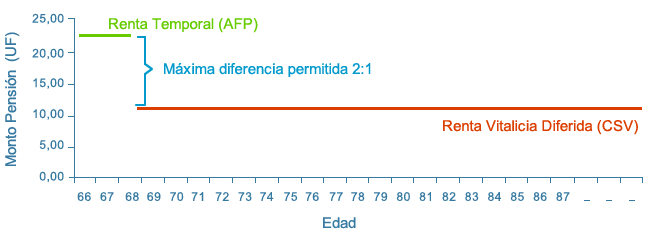 25,00
Renta Temporal (AFP)
20,00
Máxima diferencia permitida 2:1
15,00
10,00
Renta Vitalicia Diferida (CSV)
5,00
0,00
Monto Pensión (UF)
66 67 68 69 70 71 72 73 74 75 76 77 78 79 80 81 82 83 84 85 86 87 _ _ _
Edad